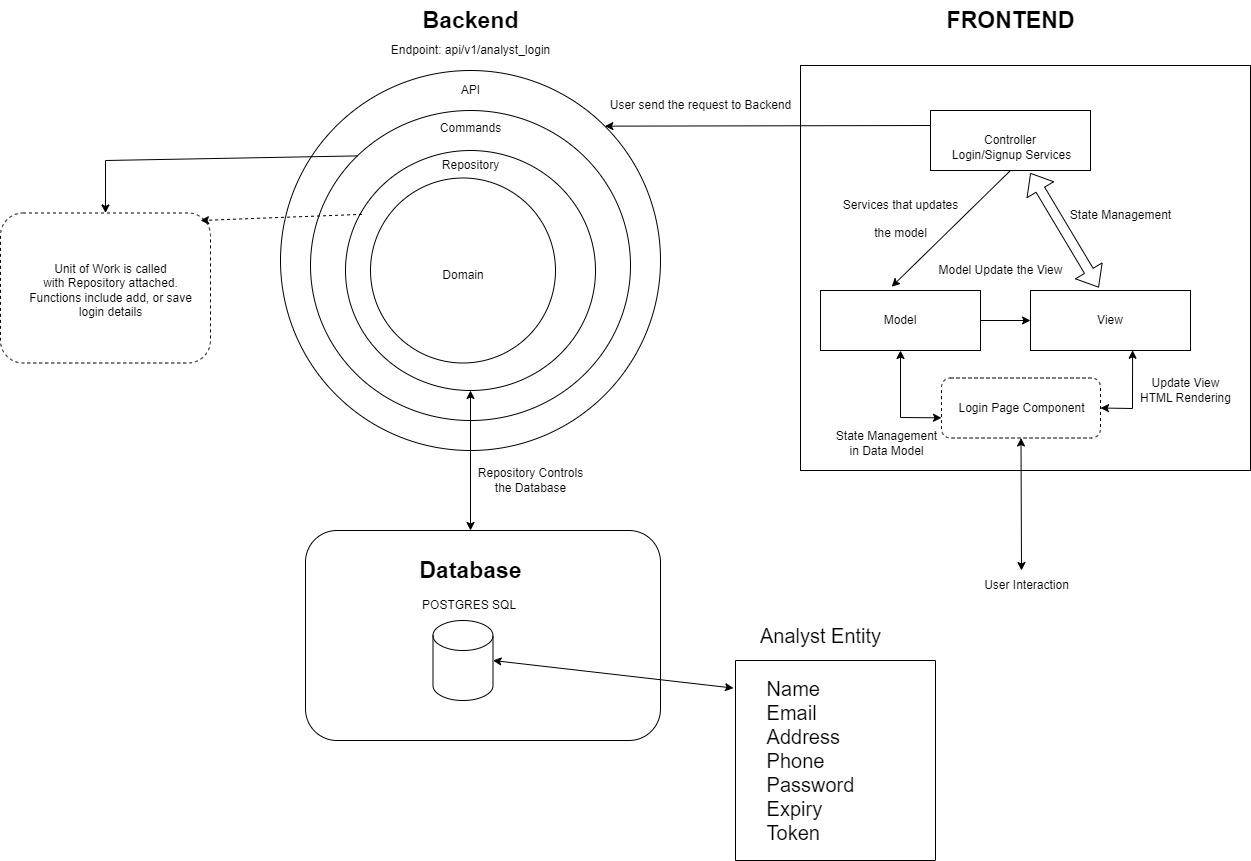 Backend
FRONTEND
Endpoint: api/v1/analyst_login
API
Commands
Repository
Domain
User send the request to Backend
Controller
Login/Signup Services
Services that updates
the model
State Management
Model Update the View
Model
View
Login Page Component
Update View
HTML Rendering
State Management
in Data Model
Unit of Work is called
with Repository attached.
Functions include add, or save
login details
Repository Controls
the Database
User Interaction
Database
POSTGRES SQL
Analyst Entity
Name
Email
Address
Phone
Password
Expiry
Token